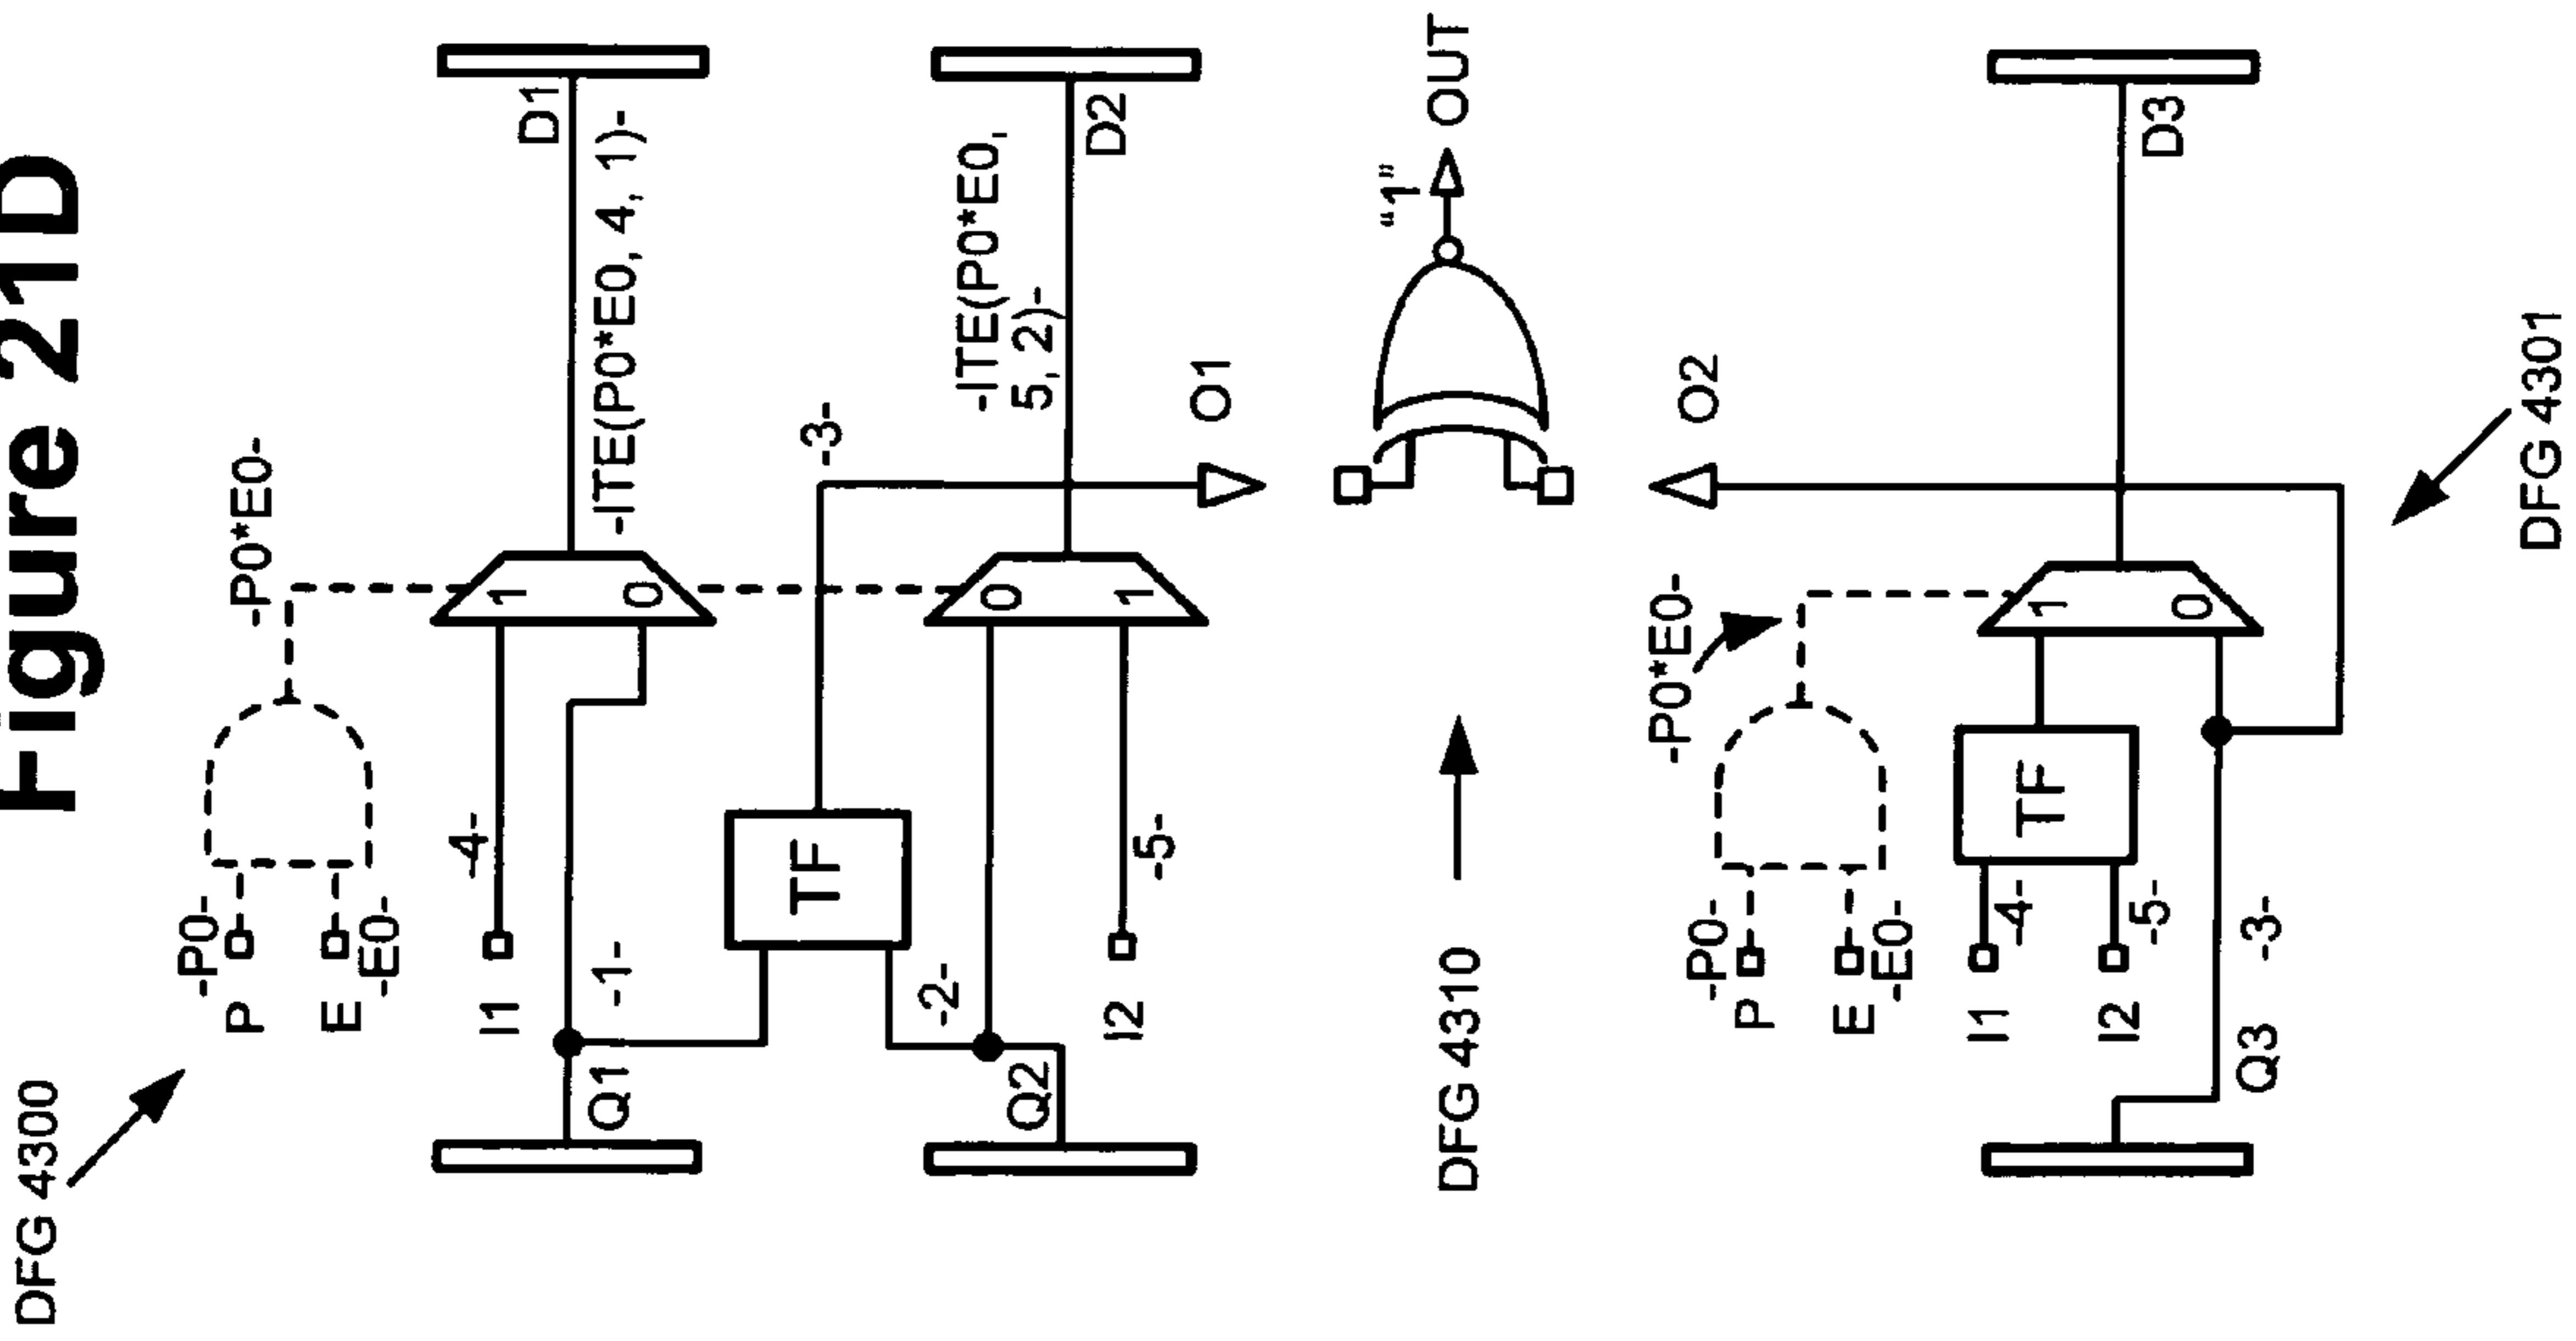 Figure 21D
DFG 4300
-P0-
P
E
-E0-
-P0*E0-
I1
-4-
1
0
D1
-ITE(P0*E0, 4, 1)-
Q1
-1-
TF
-3-
-2-
Q2
0
1
-ITE(P0*E0,
5, 2)-
D2
I2
-5-
O1
DFG 4310
"1"
OUT
O2
-P0-
P
E
-E0-
-P0*E0-
I1
-4-
I2
-5-
TF
1
0
D3
Q3
-3-
DFG 4301